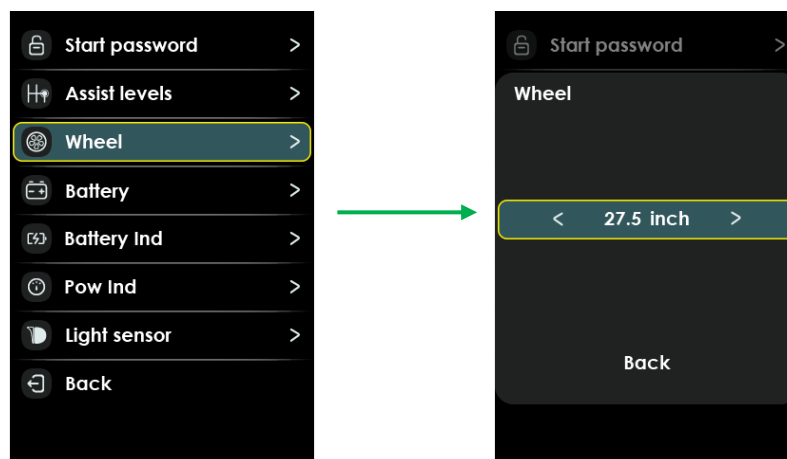 Start password >
Assist levels >
Wheel >
Battery >
Battery Ind >
Pow Ind >
Light sensor >
Back
Start password >
Wheel
< 27.5 inch >
Back